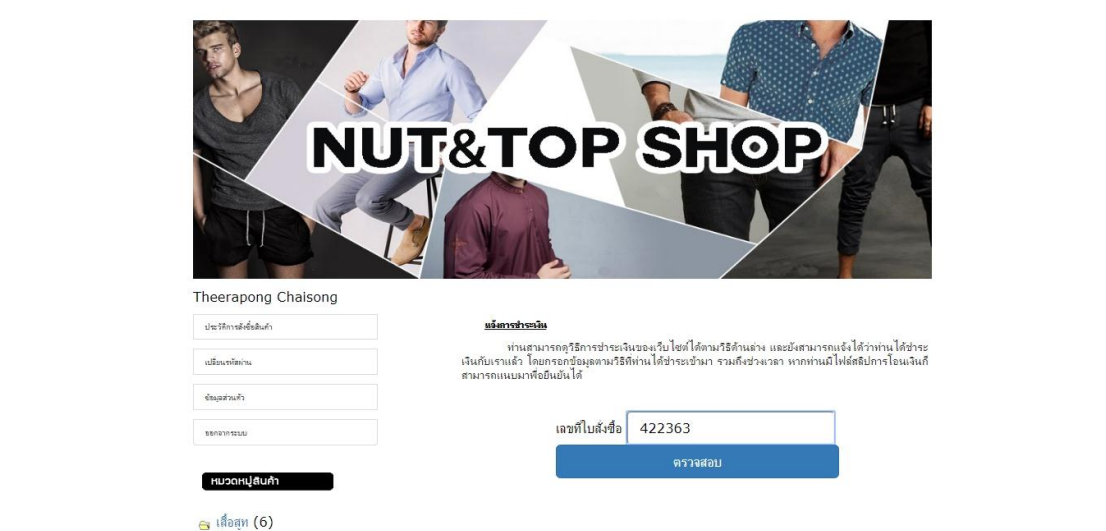 NUT&TOP SHOP
Theerapong Chaisong
ประวัติการสั่งซื้อสินค้า
เปลี่ยนรหัสผ่าน
ข้อมูลส่วนตัว
ออกจากระบบ
หมวดหมู่สินค้า
เสื้อสูท (6)
แจ้งการชำระเงิน
ท่านสามารถดูวิธีการชำระเงินของเว็บไซต์ได้ตามวิธีด้านล่าง และยังสามารถแจ้งได้ว่าท่านได้ชำระ
เงินกับเราแล้ว โดยกรอกข้อมูลตามวิธีที่ท่านได้ชำระเข้ามา รวมถึงช่วงเวลา หากท่านมีไฟล์สลิปการโอนเงินก็
สามารถแนบมาเพื่อยืนยันได้
เลขที่ใบสั่งซื้อ 422363
ตรวจสอบ